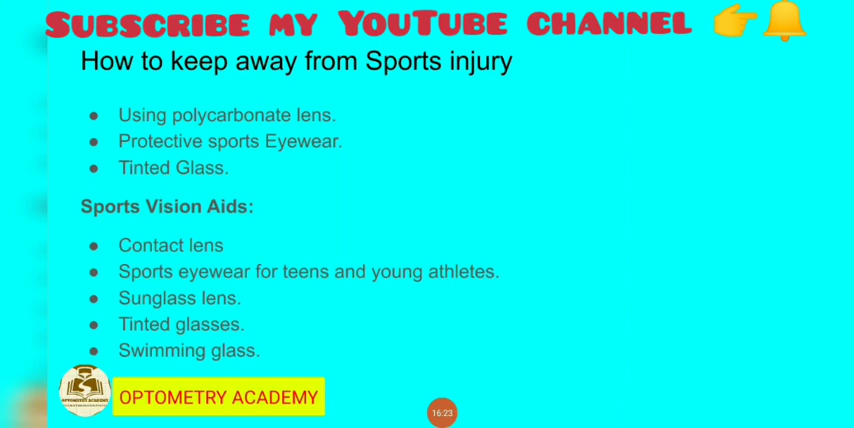 SUBSCRIBE MY YOUTUBE CHANNEL 👉🔔
How to keep away from Sports injury
● Using polycarbonate lens.
● Protective sports Eyewear.
● Tinted Glass.
Sports Vision Aids:
● Contact lens
● Sports eyewear for teens and young athletes.
● Sunglass lens.
● Tinted glasses.
● Swimming glass.
OPTOMETRY ACADEMY
OPTOMETRY ACADEMY
16:23